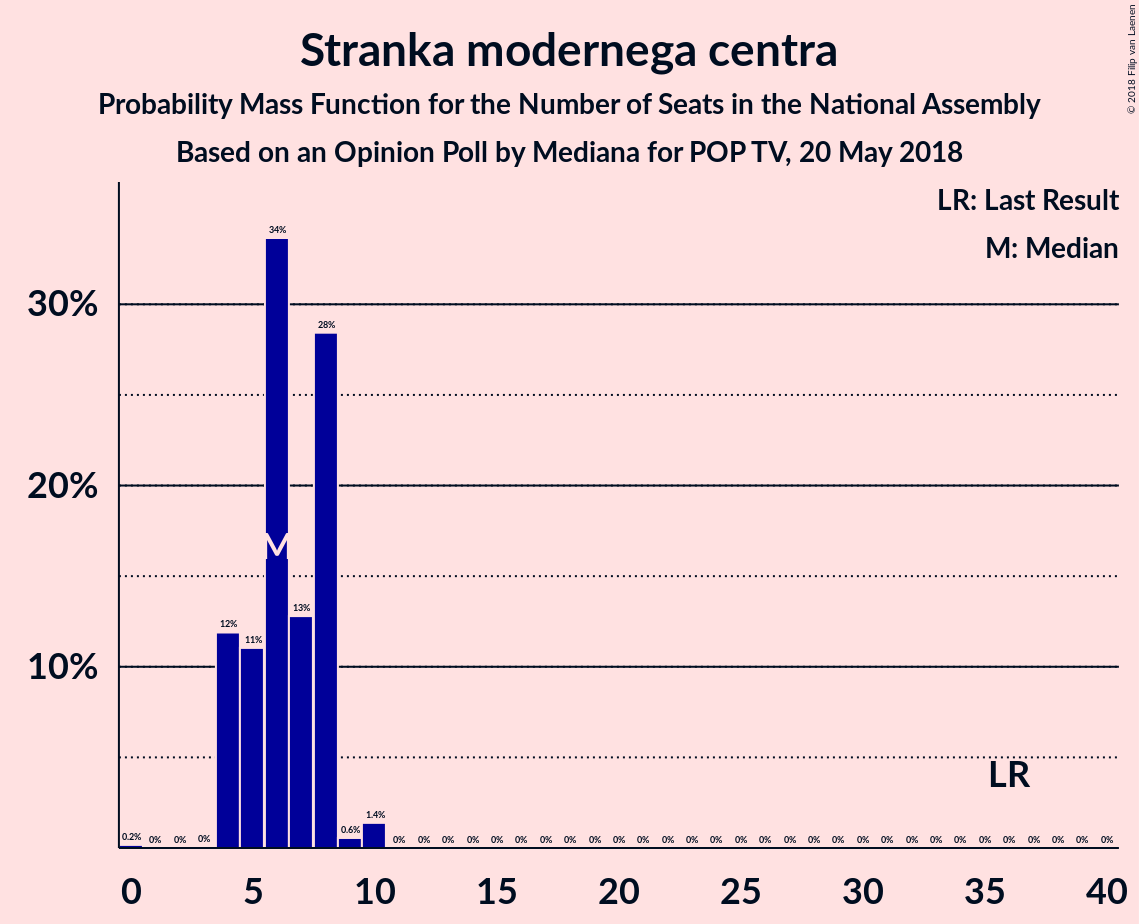 Stranka modernega centra
Probability Mass Function for the Number of Seats in the National Assembly
Based on an Opinion Poll by Mediana for POP TV, 20 May 2018
© 2018 Filip van Laenen
LR: Last Result
M: Median
30%
20%
10%
0.2% 0% 0% 0% 12% 11% 34% 13% 28% 0.6% 1.4% 0% 0% 0% 0% 0% 0% 0% 0% 0% 0% 0% 0% 0% 0% 0% 0% 0% 0% 0% 0% 0% 0% 0% 0% 0% 0% 0% 0% 0% 0%
M
LR
0 5 10 15 20 25 30 35 40